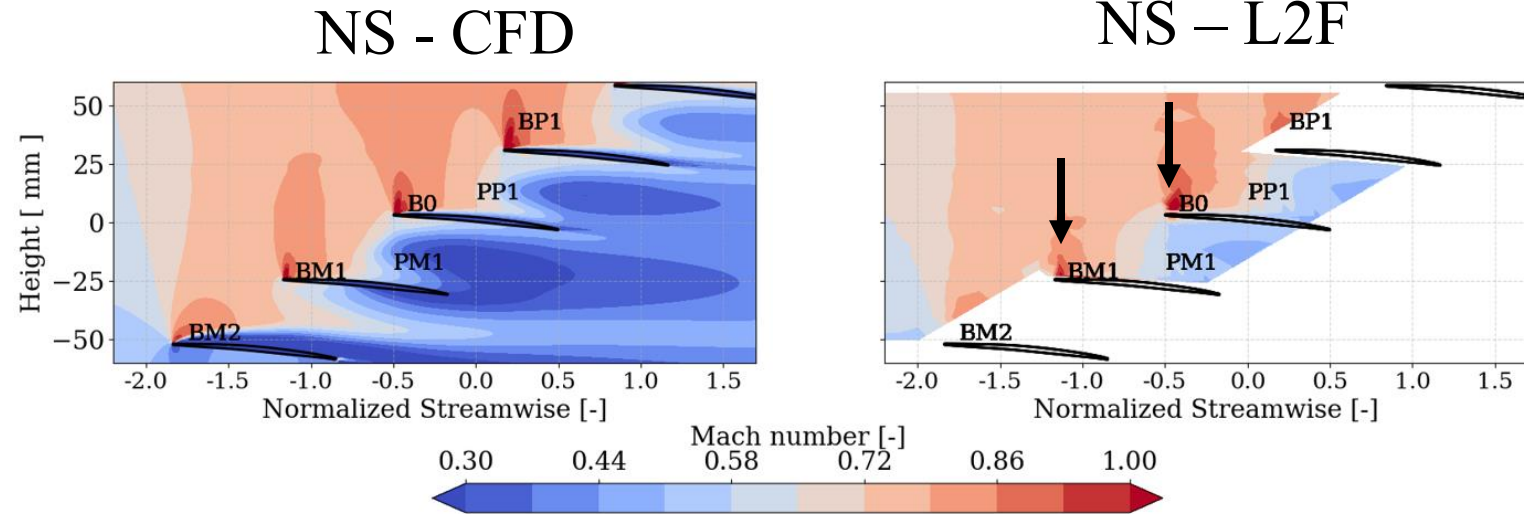 NS - CFD
NS – L2F
Height [ mm ]
50
25
0
−25
−50
BP1
B0
PP1
BM1
PM1
BM2
-2.0 -1.5 -1.0 -0.5 0.0 0.5 1.0 1.5
Normalized Streamwise [-]
BP1
B0
PP1
BM1
PM1
BM2
-2.0 -1.5 -1.0 -0.5 0.0 0.5 1.0 1.5
Normalized Streamwise [-]
Mach number [-]
0.30 0.44 0.58 0.72 0.86 1.00